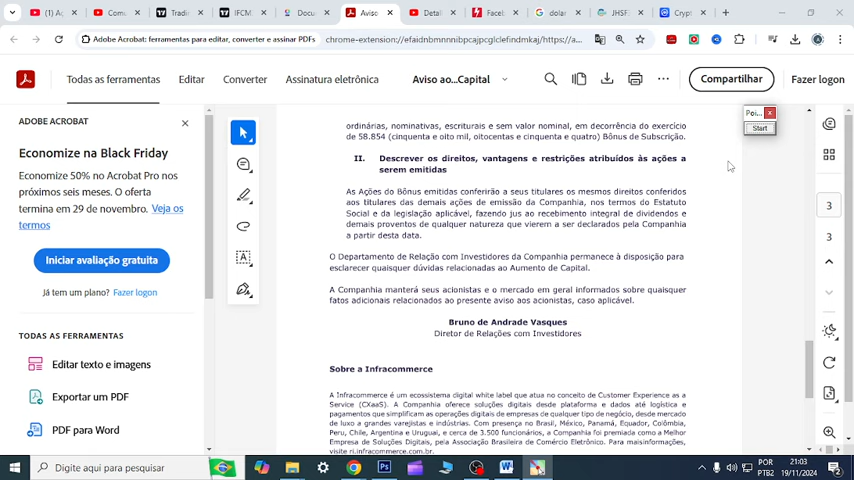 (1) A
Comu
Tradin
IFCM
Docu
Aviso
Detal
Faceb
dolar
JHSF
Crypt
Adobe Acrobat: ferramentas para editar, converter e assinar PDFs
chrome-extension://efaidnbmnnnibpcajpcglclefindmkaj/https://a...
Todas as ferramentas
Editar
Converter
Assinatura eletrônica
Aviso ao...Capital
Compartilhar
Fazer logon
Poi...
Start
ADOBE ACROBAT
Economize na Black Friday
Economize 50% no Acrobat Pro nos
próximos seis meses. O oferta
termina em 29 de novembro. Veja os
termos
Iniciar avaliação gratuita
Já tem um plano? Fazer logon
TODAS AS FERRAMENTAS
Editar texto e imagens
Exportar um PDF
PDF para Word
ordinárias, nominativas, escriturais e sem valor nominal, em decorrência do exercício
de 58.854 (cinquenta e oito mil, oitocentas e cinquenta e quatro) Bônus de Subscrição.
II. Descrever os direitos, vantagens e restrições atribuídos às ações a
serem emitidas
As Ações do Bônus emitidas conferirão a seus titulares os mesmos direitos conferidos
aos titulares das demais ações de emissão da Companhia, nos termos do Estatuto
Social e da legislação aplicável, fazendo jus ao recebimento integral de dividendos e
demais proventos de qualquer natureza que vierem a ser declarados pela Companhia
a partir desta data.
O Departamento de Relação com Investidores da Companhia permanece à disposição para
esclarecer quaisquer dúvidas relacionadas ao Aumento de Capital.
A Companhia manterá seus acionistas e o mercado em geral informados sobre quaisquer
fatos adicionais relacionados ao presente aviso aos acionistas, caso aplicável.
Bruno de Andrade Vasques
Diretor de Relações com Investidores
Sobre a Infracommerce
A Infracommerce é um ecossistema digital white label que atua no conceito de Customer Experience as a
Service (CXaaS). A Companhia oferece soluções digitais desde plataforma e dados até logística e
pagamentos que simplificam as operações digitais de empresas de qualquer tipo de negócio, desde mercado
de luxo a grandes varejistas e indústrias. Com presença no Brasil, México, Panamá, Equador, Colômbia,
Peru, Chile, Argentina e Uruguai, e cerca de 3.500 funcionários, a Companhia foi premiada como a Melhor
Empresa de Soluções Digitais, pela Associação Brasileira de Comércio Eletrônico. Para maisinformações,
visite ri.infracommerce.com.br.
3
3
Digite aqui para pesquisar
POR
PTB2
21:03
19/11/2024